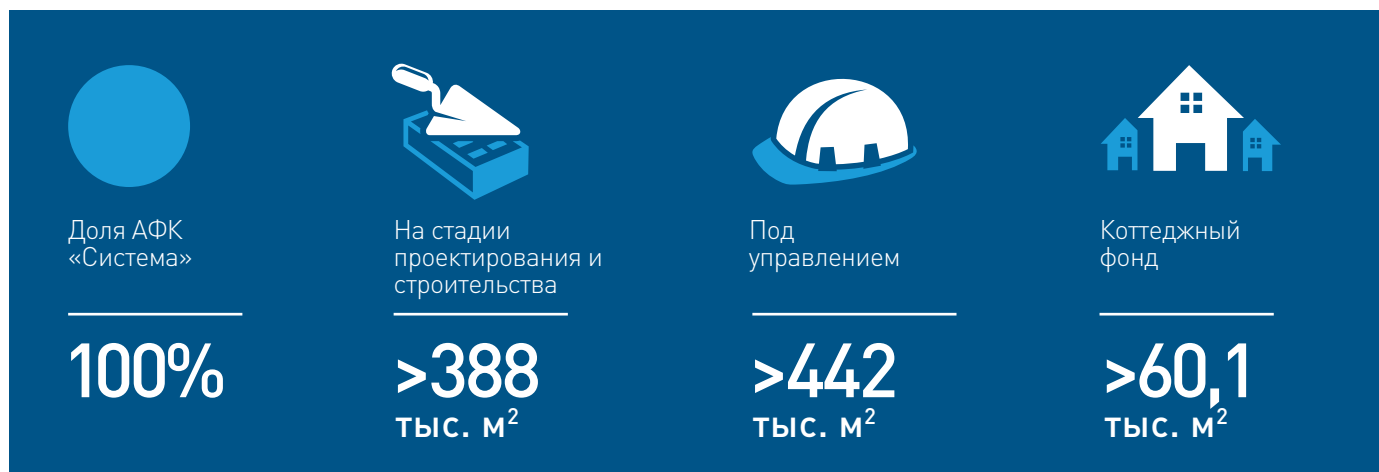 Доля АФК
«Система»
100%
На стадии
проектирования и
строительства
>388
тыс. м²
Под
управлением
>442
тыс. м²
Коттеджный
фонд
>60,1
тыс. м²